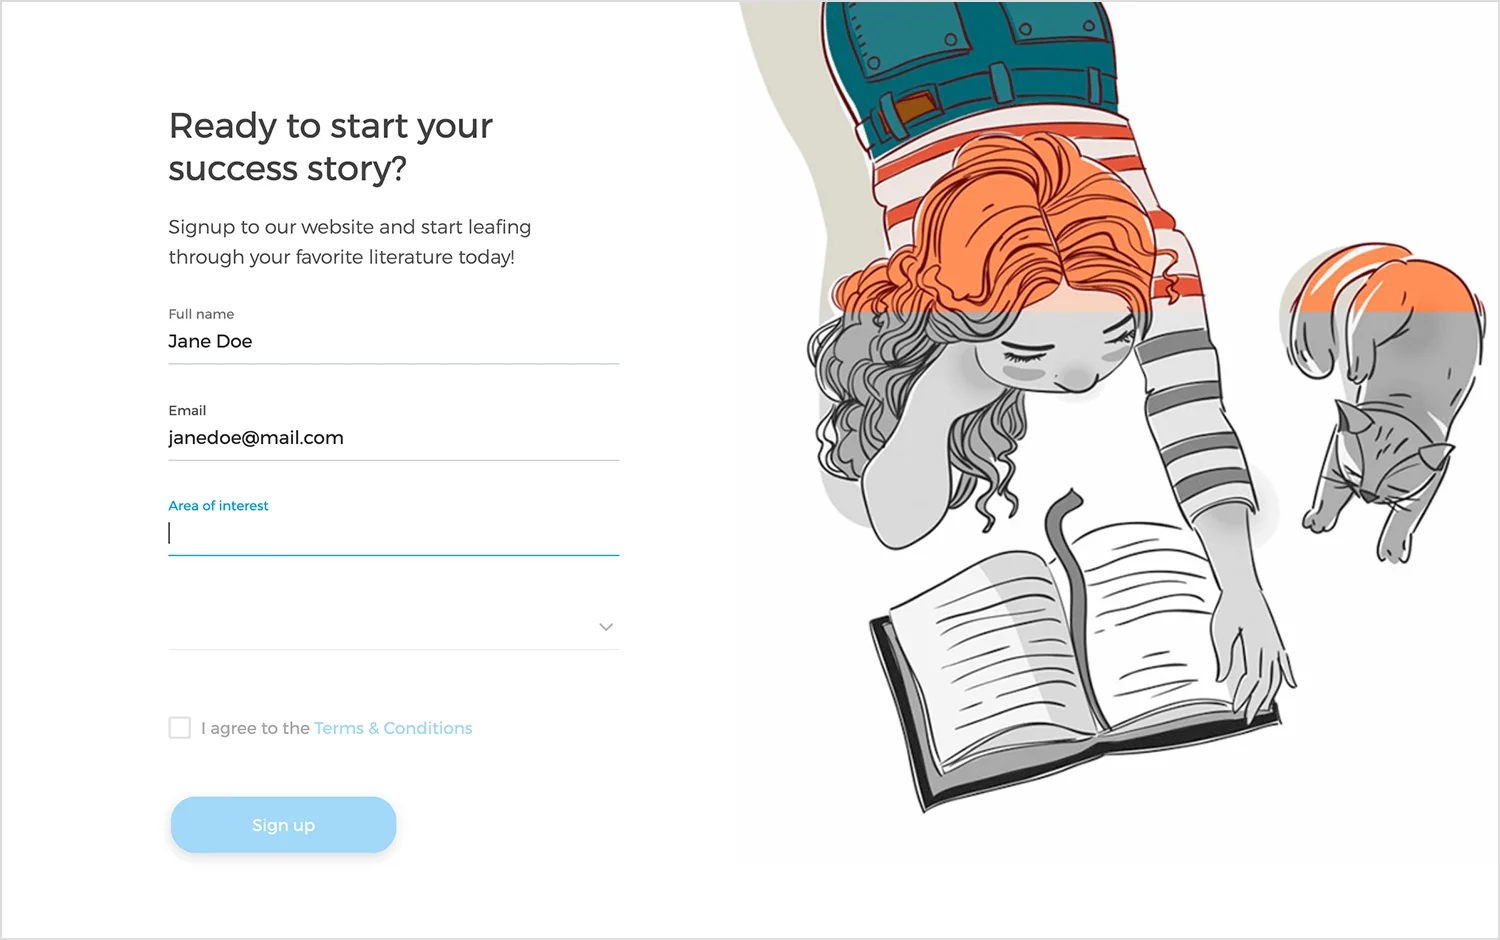 Ready to start your
success story?
Signup to our website and start leafing
through your favorite literature today!
Full name
Jane Doe
Email
janedoe@mail.com
Area of interest
I agree to the Terms & Conditions
Sign up